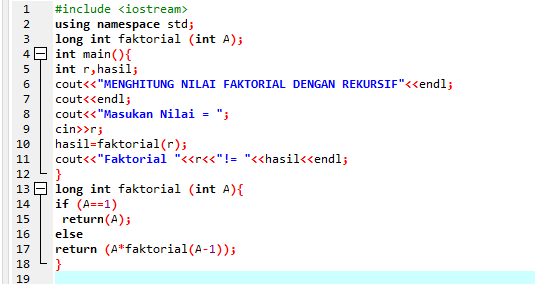 1 #include <iostream>
2 using namespace std;
3 long int faktorial (int A);
4 int main(){
5 int r,hasil;
6 cout<<"MENGHITUNG NILAI FAKTORIAL DENGAN REKURSIF"<<endl;
7 cout<<endl;
8 cout<<"Masukan Nilai = ";
9 cin>>r;
10 hasil=faktorial(r);
11 cout<<"Faktorial "<<r<<"!= "<<hasil<<endl;
12 }
13 long int faktorial (int A){
14 if (A==1)
15  return(A);
16 else
17 return (A*faktorial(A-1));
18 }
19